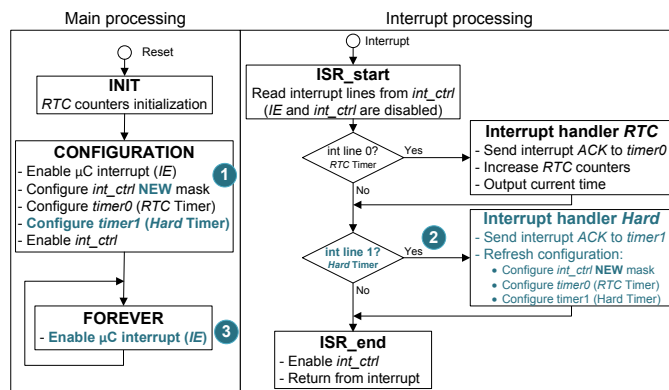 Main processing
Reset
INIT
RTC counters initialization
CONFIGURATION
- Enable µC interrupt (IE)
- Configure int_ctrl NEW mask
- Configure timer0 (RTC Timer)
- Configure timer1 (Hard Timer)
- Enable int_ctrl
1
FOREVER
- Enable µC interrupt (IE)
3
Interrupt processing
Interrupt
ISR_start
Read interrupt lines from int_ctrl
(IE and int_ctrl are disabled)
int line 0?
RTC Timer
Yes
No
Interrupt handler RTC
- Send interrupt ACK to timer0
- Increase RTC counters
- Output current time
int line 1?
Hard Timer
Yes
No
2
Interrupt handler Hard
- Send interrupt ACK to timer1
- Refresh configuration:
• Configure int_ctrl NEW mask
• Configure timer0 (RTC Timer)
• Configure timer1 (Hard Timer)
ISR_end
- Enable int_ctrl
- Return from interrupt